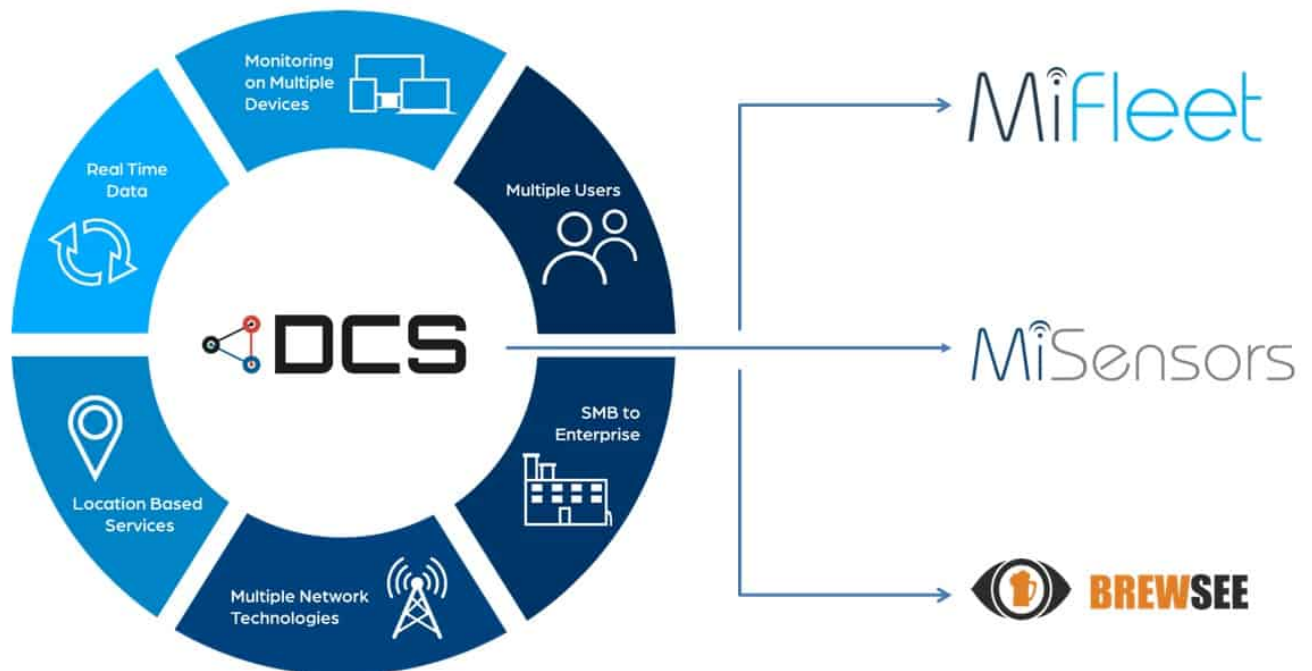 Monitoring
on Multiple
Devices
Real Time
Data
Multiple Users
DCS
SMB to
Enterprise
Location Based
Services
Multiple Network
Technologies
MiFleet
MiSensors
BREWSEE